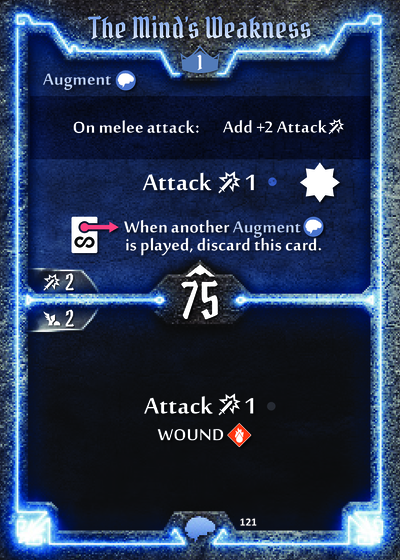 The Mind's Weakness
1
Augment
On melee attack: Add +2 Attack
Attack 1
When another Augment
is played, discard this card.
2
75
2
Attack 1
WOUND
121